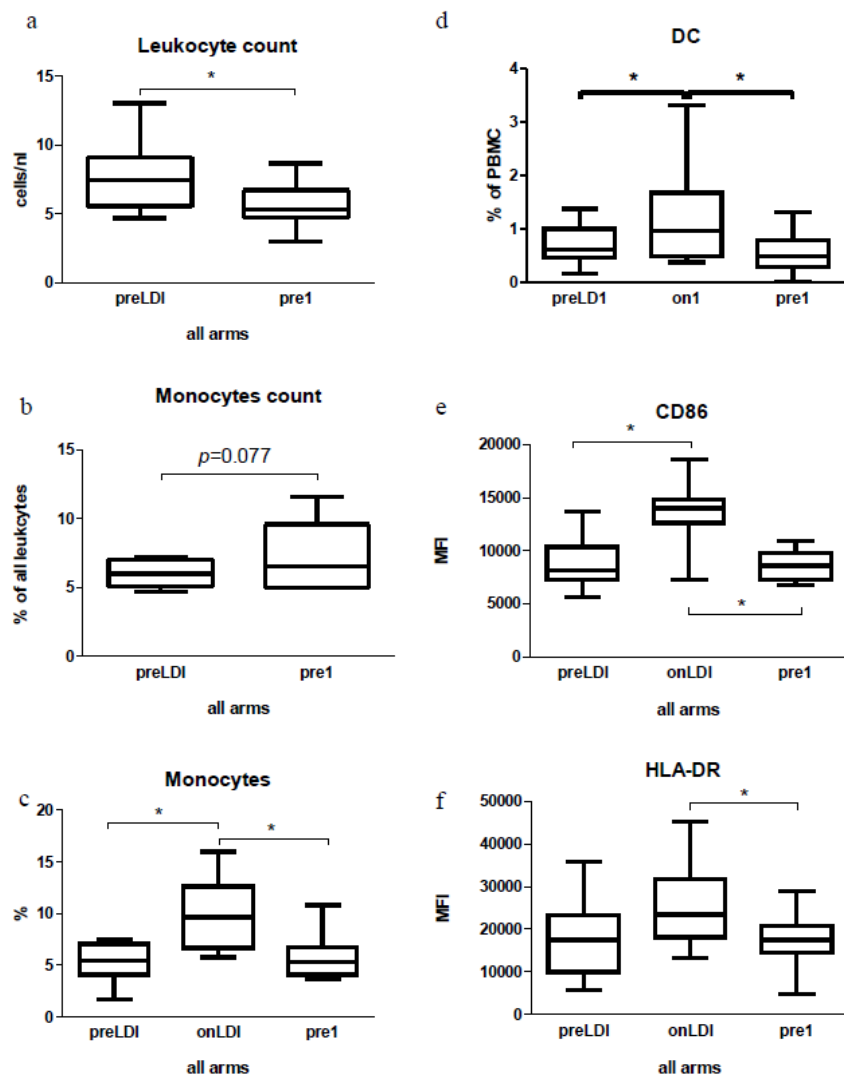 a
Leukocyte count
*
15
10
5
0
cells/nl
preLDI pre1
all arms
b
Monocytes count
p=0.077
15
10
5
0
% of all leukcytes
preLDI pre1
all arms
c
Monocytes
* *
20
15
10
5
0
%
preLDI onLDI pre1
all arms
d
DC
* *
4
3
2
1
0
% of PBMC
preLD1 on1 pre1
e
CD86
*
*
20000
15000
10000
5000
0
MFI
preLDI onLDI pre1
all arms
f
HLA-DR
*
50000
40000
30000
20000
10000
0
MFI
preLDI onLDI pre1
all arms